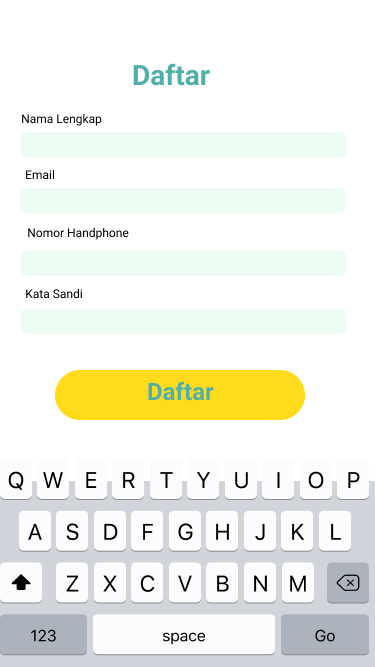 Daftar
Nama Lengkap
Email
Nomor Handphone
Kata Sandi
Daftar
Q W E R T Y U I O P
A S D F G H J K L
Z X C V B N M
123 space Go